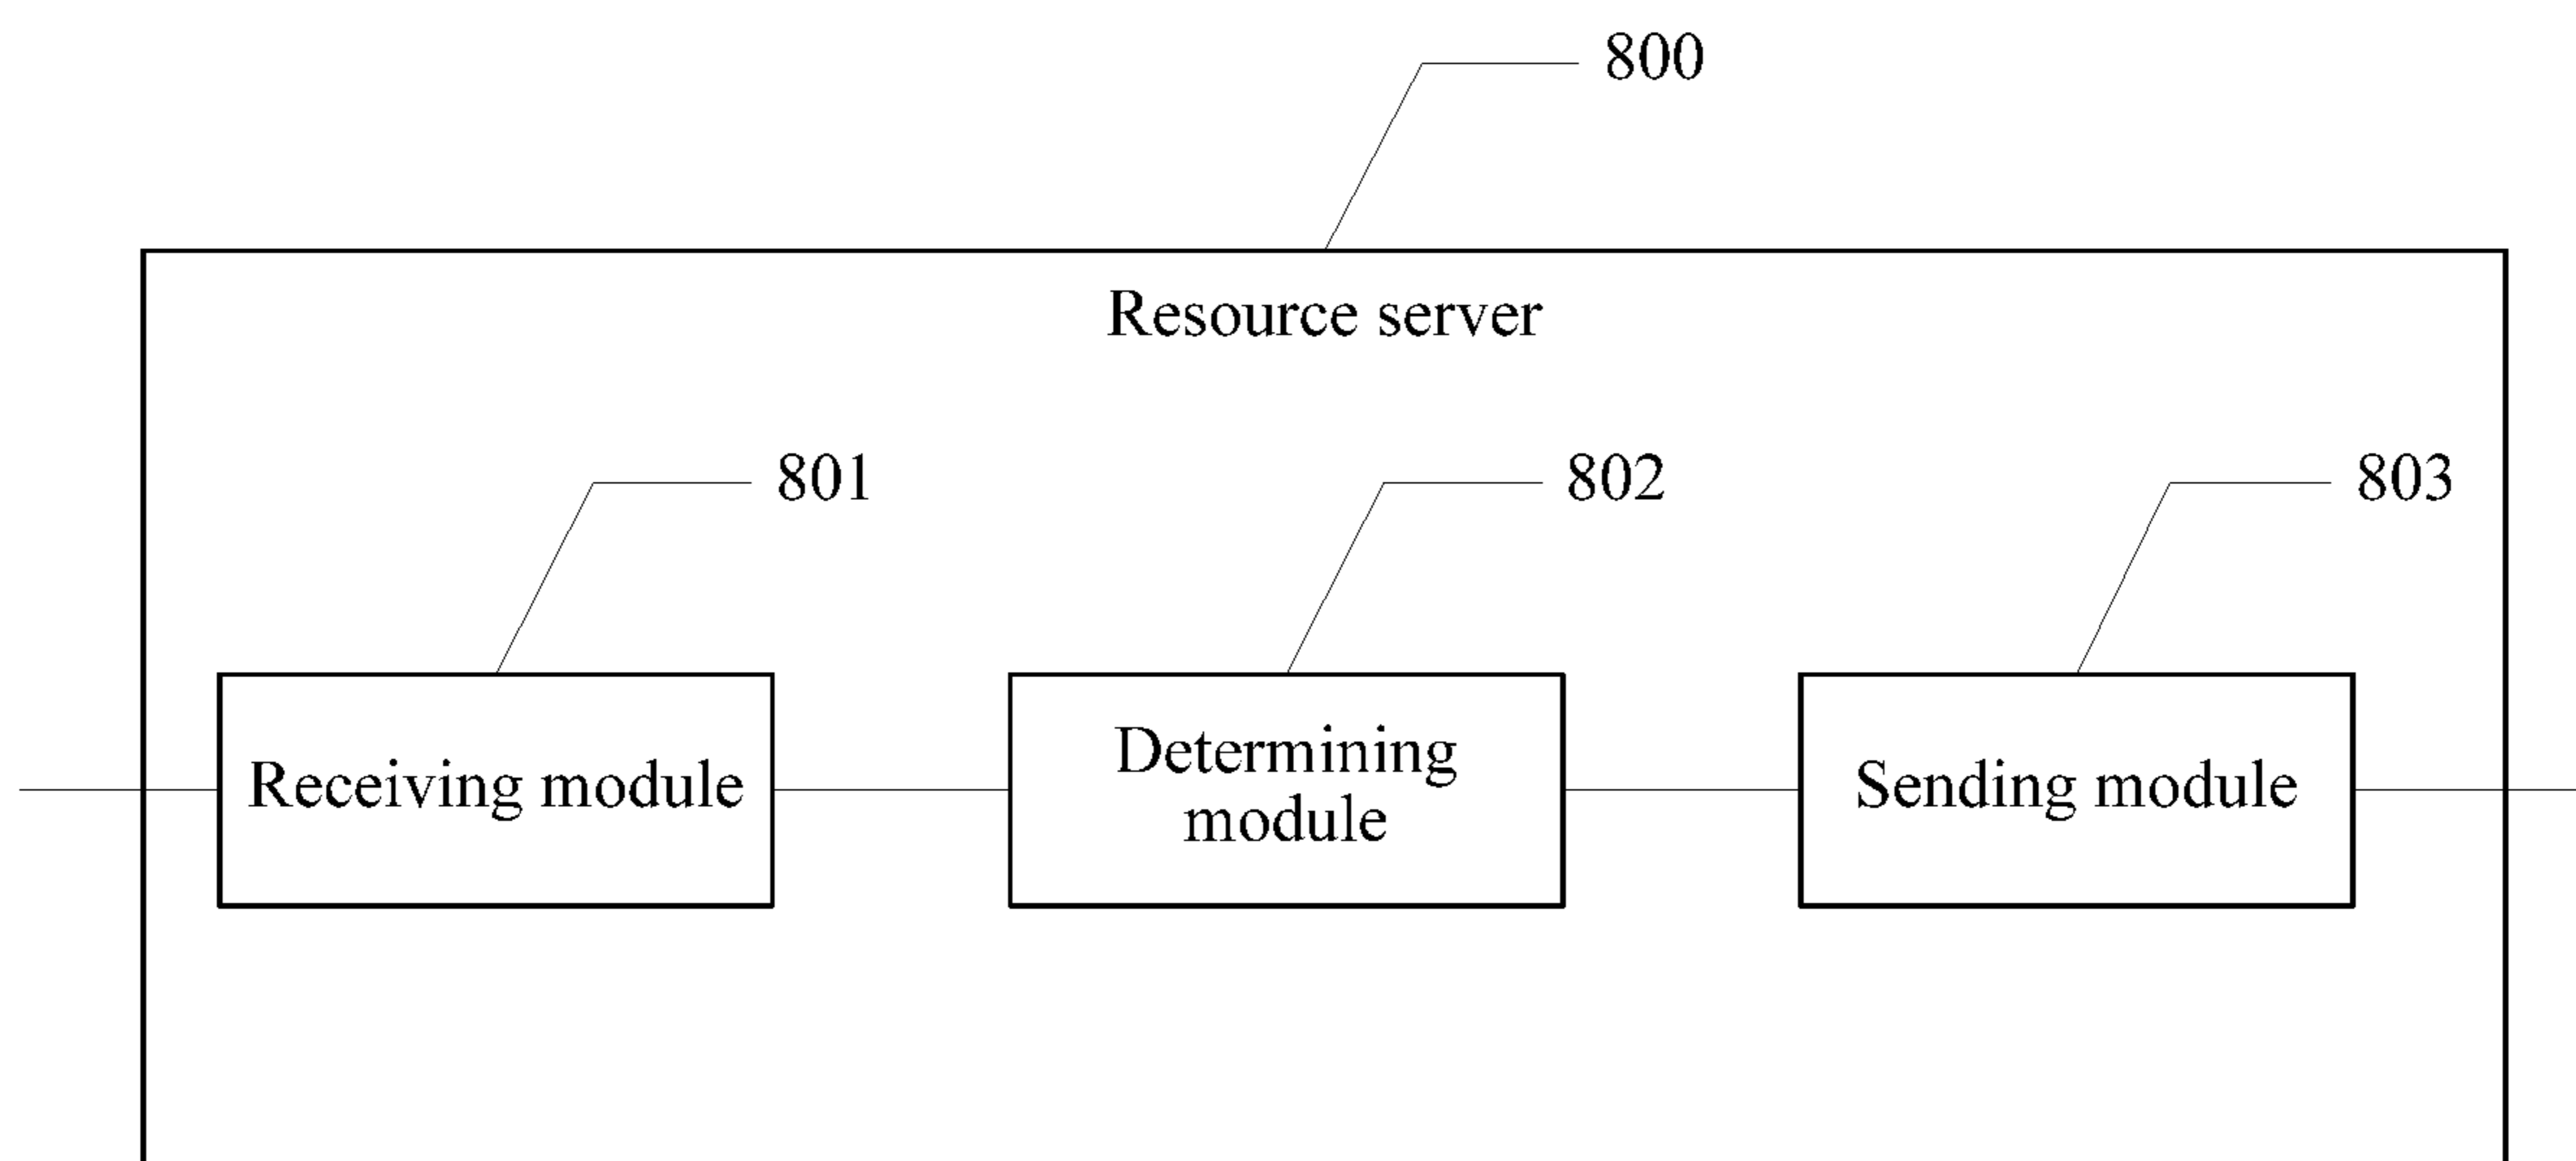 800
Resource server
801
802
803
Receiving module
Determining
module
Sending module